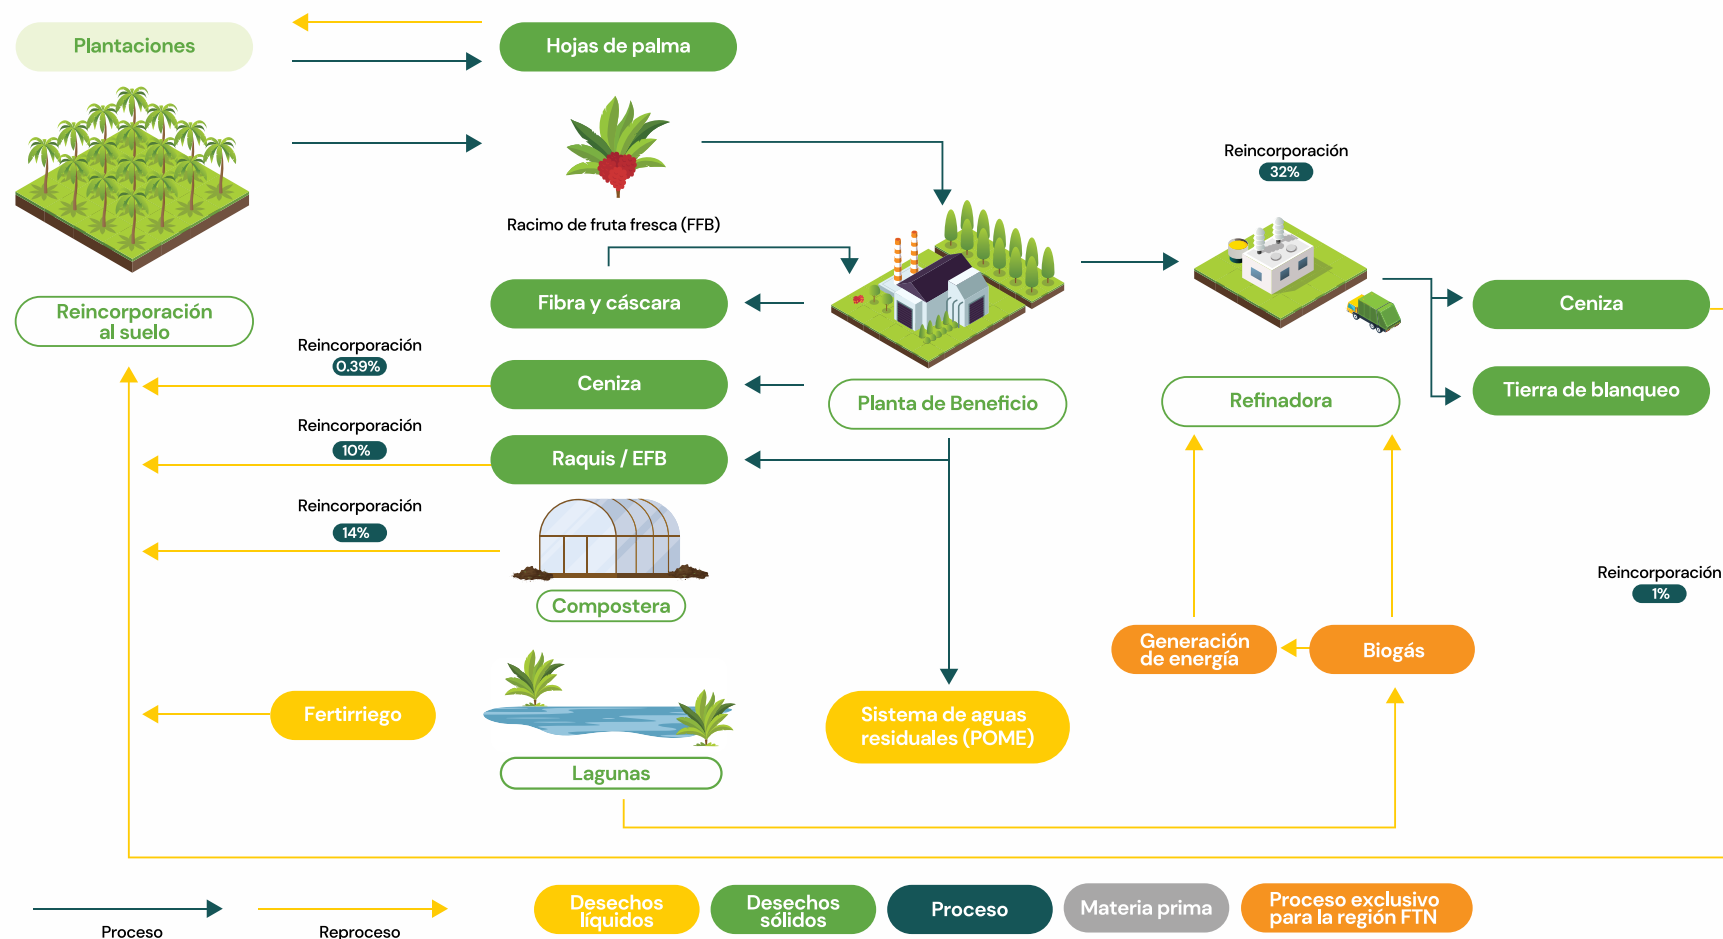 Plantaciones
Hojas de palma
Reincorporación
32%
Racimo de fruta fresca (FFB)
Fibra y cáscara
Ceniza
Reincorporación
al suelo
Reincorporación
0.39%
Ceniza
Planta de Beneficio
Refinadora
Tierra de blanqueo
Reincorporación
10%
Raquis / EFB
Reincorporación
14%
Compostera
Reincorporación
1%
Generación
de energía
Biogás
Fertirriego
Sistema de aguas
residuales (POME)
Lagunas
Proceso
Reproceso
Desechos
líquidos
Desechos
sólidos
Proceso
Materia prima
Proceso exclusivo
para la región FTN